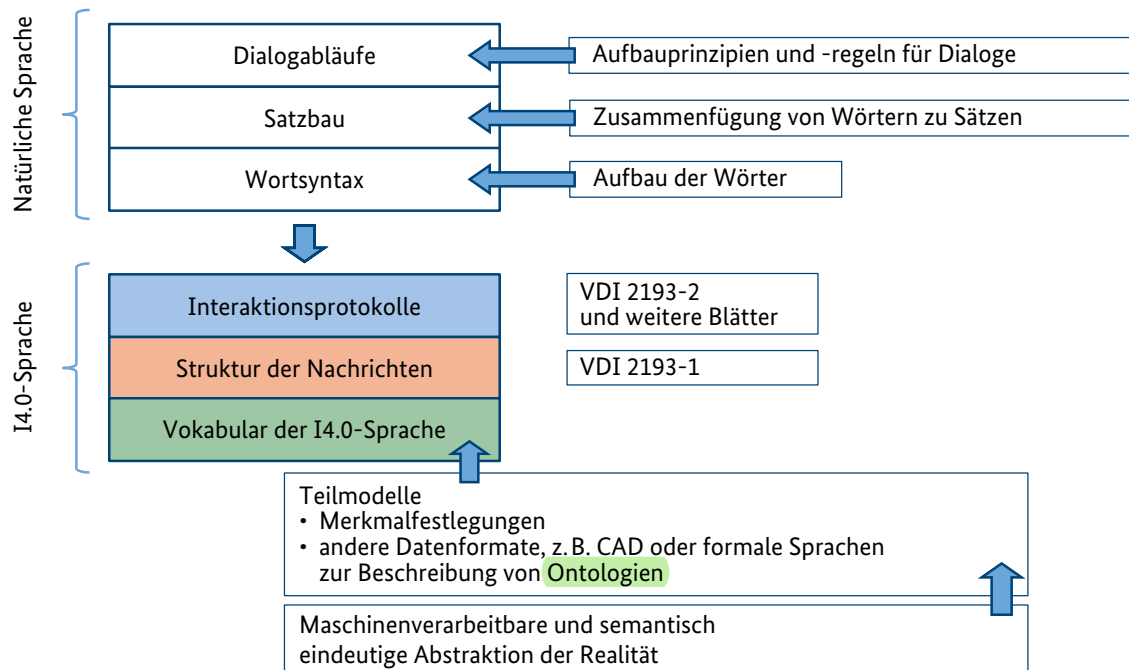 Natürliche Sprache
Dialogabläufe
Aufbauprinzipien und -regeln für Dialoge
Satzbau
Zusammenfügung von Wörtern zu Sätzen
Wortsyntax
Aufbau der Wörter
I4.0-Sprache
Interaktionsprotokolle
VDI 2193-2
und weitere Blätter
Struktur der Nachrichten
VDI 2193-1
Vokabular der I4.0-Sprache
Teilmodelle
• Merkmalfestlegungen
• andere Datenformate, z. B. CAD oder formale Sprachen
zur Beschreibung von Ontologien
Maschinenverarbeitbare und semantisch
eindeutige Abstraktion der Realität